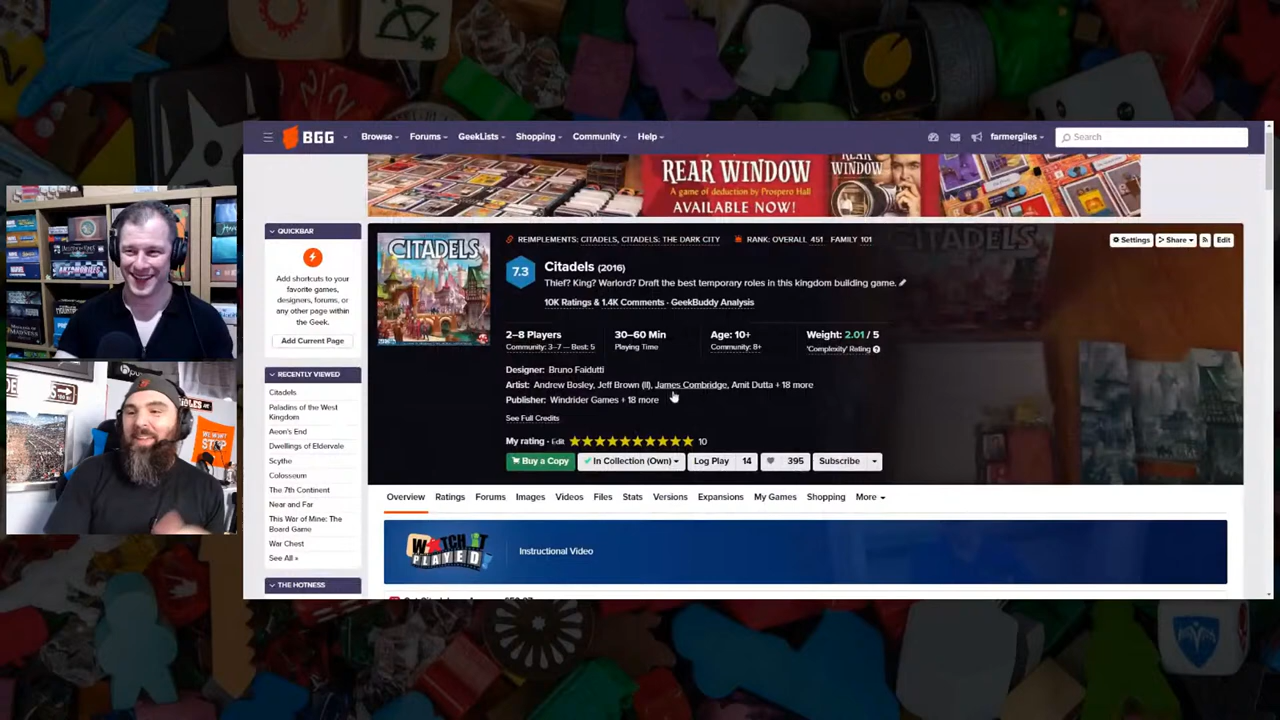 BGG
Browse Forums GeekLists Shopping Community Help
farmergiles
Search
REAR WINDOW
A game of deduction by Prospero Hall
AVAILABLE NOW!
REAR
WINDOW
QUICKBAR
Add shortcuts to your
favorite games,
designers, forums, or
any other page within
the Geek.
Add Current Page
RECENTLY VIEWED
Citadels
Paladins of the West
Kingdom
Aeon's End
Dwellings of Eldervale
Scythe
Colosseum
The 7th Continent
Near and Far
This War of Mine: The
Board Game
War Chest
See All »
THE HOTNESS
CITADELS
REIMPLEMENTS: CITADELS, CITADELS: THE DARK CITY
RANK: OVERALL 451 FAMILY 101
Settings Share Edit
7.3
Citadels (2016)
Thief? King? Warlord? Draft the best temporary roles in this kingdom building game.
10K Ratings & 1.4K Comments · GeekBuddy Analysis
2–8 Players 30–60 Min Age: 10+ Weight: 2.01 / 5
Community: 3–7 — Best: 5 Playing Time Community: 8+ 'Complexity' Rating
Designer: Bruno Faidutti
Artist: Andrew Bosley, Jeff Brown (II), James Combridge, Amit Dutta + 18 more
Publisher: Windrider Games + 18 more
See Full Credits
My rating · Edit 10
Buy a Copy In Collection (Own) Log Play 14 395 Subscribe
Overview Ratings Forums Images Videos Files Stats Versions Expansions My Games Shopping More
WATCH IT
PLAYED
Instructional Video
WE WON'T
STOP
AUTOMOBILES